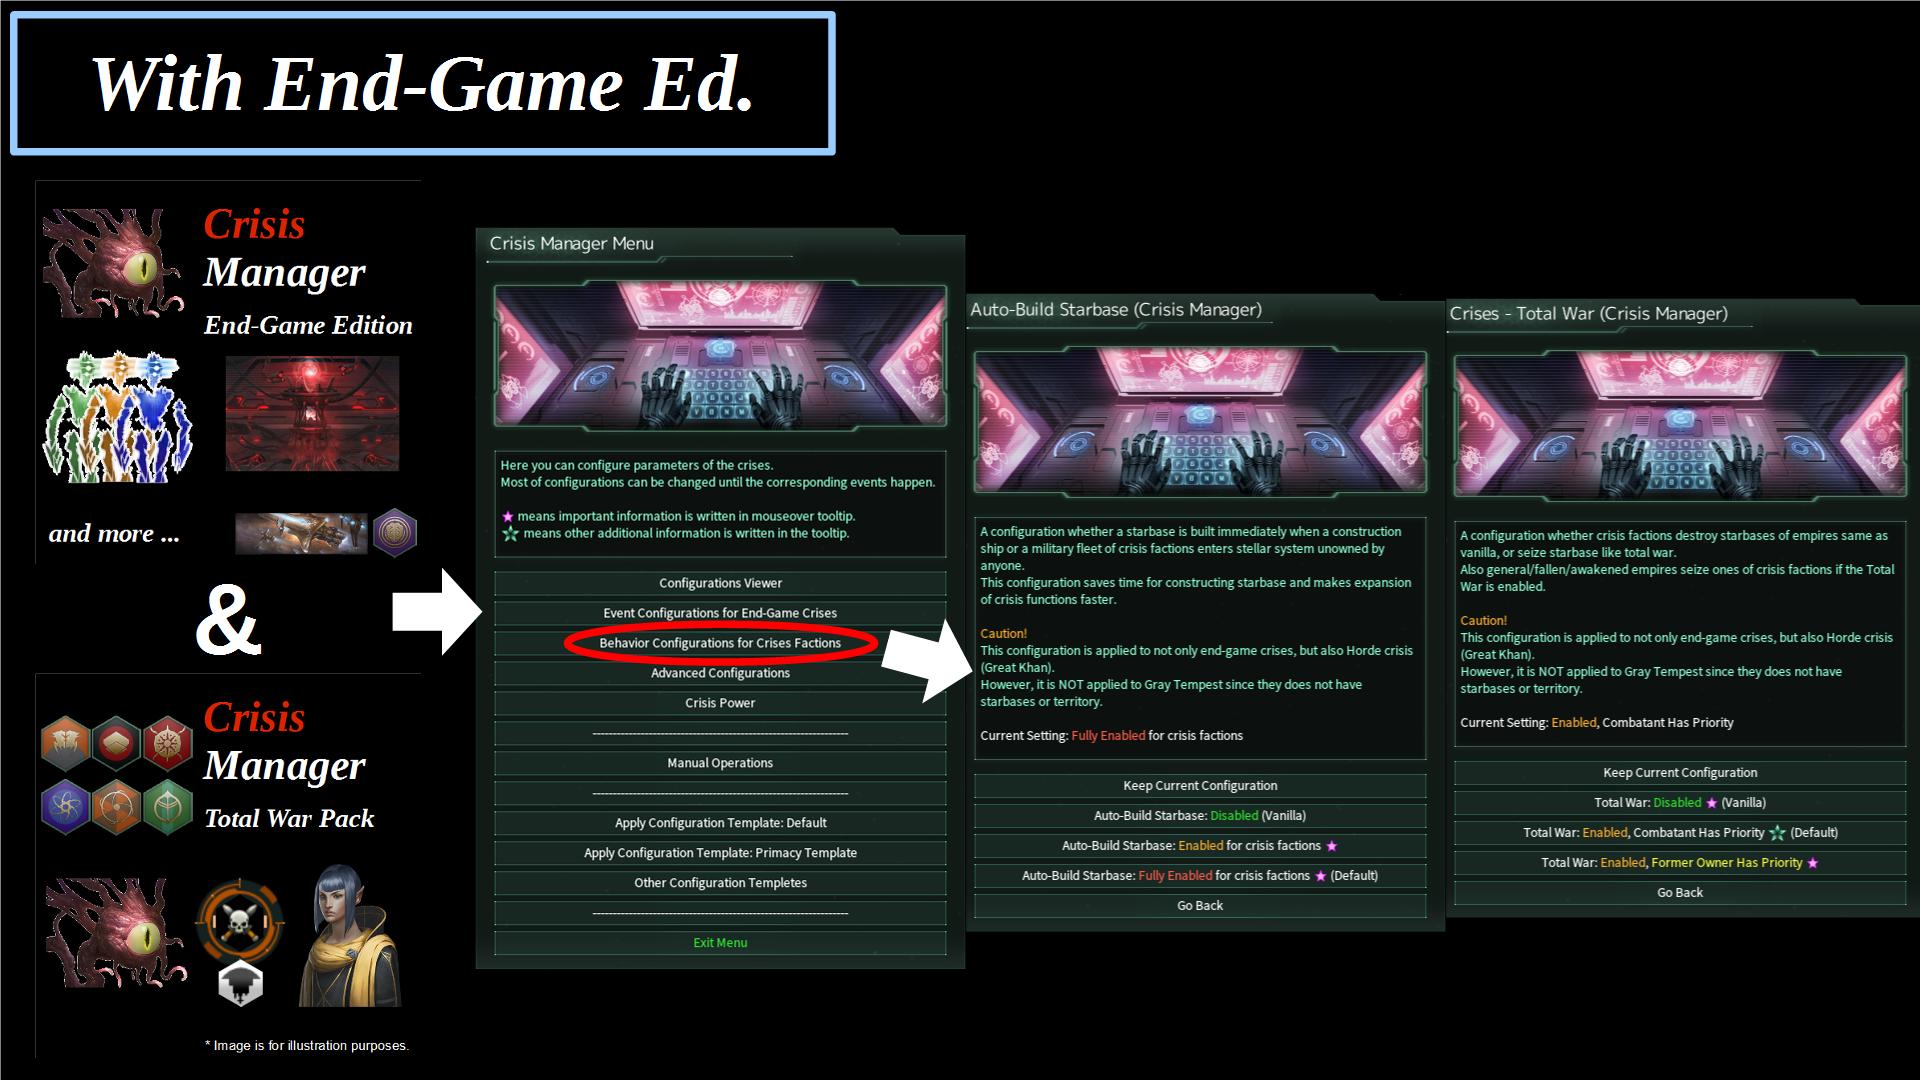 With End-Game Ed.
Crisis
Manager
End-Game Edition
and more ...
&
Crisis
Manager
Total War Pack
* Image is for illustration purposes.
Crisis Manager Menu
Here you can configure parameters of the crises.
Most of configurations can be changed until the corresponding events happen.
means important information is written in mouseover tooltip.
means other additional information is written in the tooltip.
Configurations Viewer
Event Configurations for End-Game Crises
Behavior Configurations for Crises Factions
Advanced Configurations
Crisis Power
----------------------------------------------------------------
Manual Operations
----------------------------------------------------------------
Apply Configuration Template: Default
Apply Configuration Template: Primacy Template
Other Configuration Templetes
----------------------------------------------------------------
Exit Menu
Auto-Build Starbase (Crisis Manager)
A configuration whether a starbase is built immediately when a construction
ship or a military fleet of crisis factions enters stellar system unowned by
anyone.
This configuration saves time for constructing starbase and makes expansion
of crisis functions faster.
Caution!
This configuration is applied to not only end-game crises, but also Horde crisis
(Great Khan).
However, it is NOT applied to Gray Tempest since they does not have
starbases or territory.
Current Setting: Fully Enabled for crisis factions
Keep Current Configuration
Auto-Build Starbase: Disabled (Vanilla)
Auto-Build Starbase: Enabled for crisis factions
Auto-Build Starbase: Fully Enabled for crisis factions (Default)
Go Back
Crises - Total War (Crisis Manager)
A configuration whether crisis factions destroy starbases of empires same as
vanilla, or seize starbase like total war.
Also general/fallen/awakened empires seize ones of crisis factions if the Total
War is enabled.
Caution!
This configuration is applied to not only end-game crises, but also Horde crisis
(Great Khan).
However, it is NOT applied to Gray Tempest since they does not have
starbases or territory.
Current Setting: Enabled, Combatant Has Priority
Keep Current Configuration
Total War: Disabled (Vanilla)
Total War: Enabled, Combatant Has Priority (Default)
Total War: Enabled, Former Owner Has Priority
Go Back